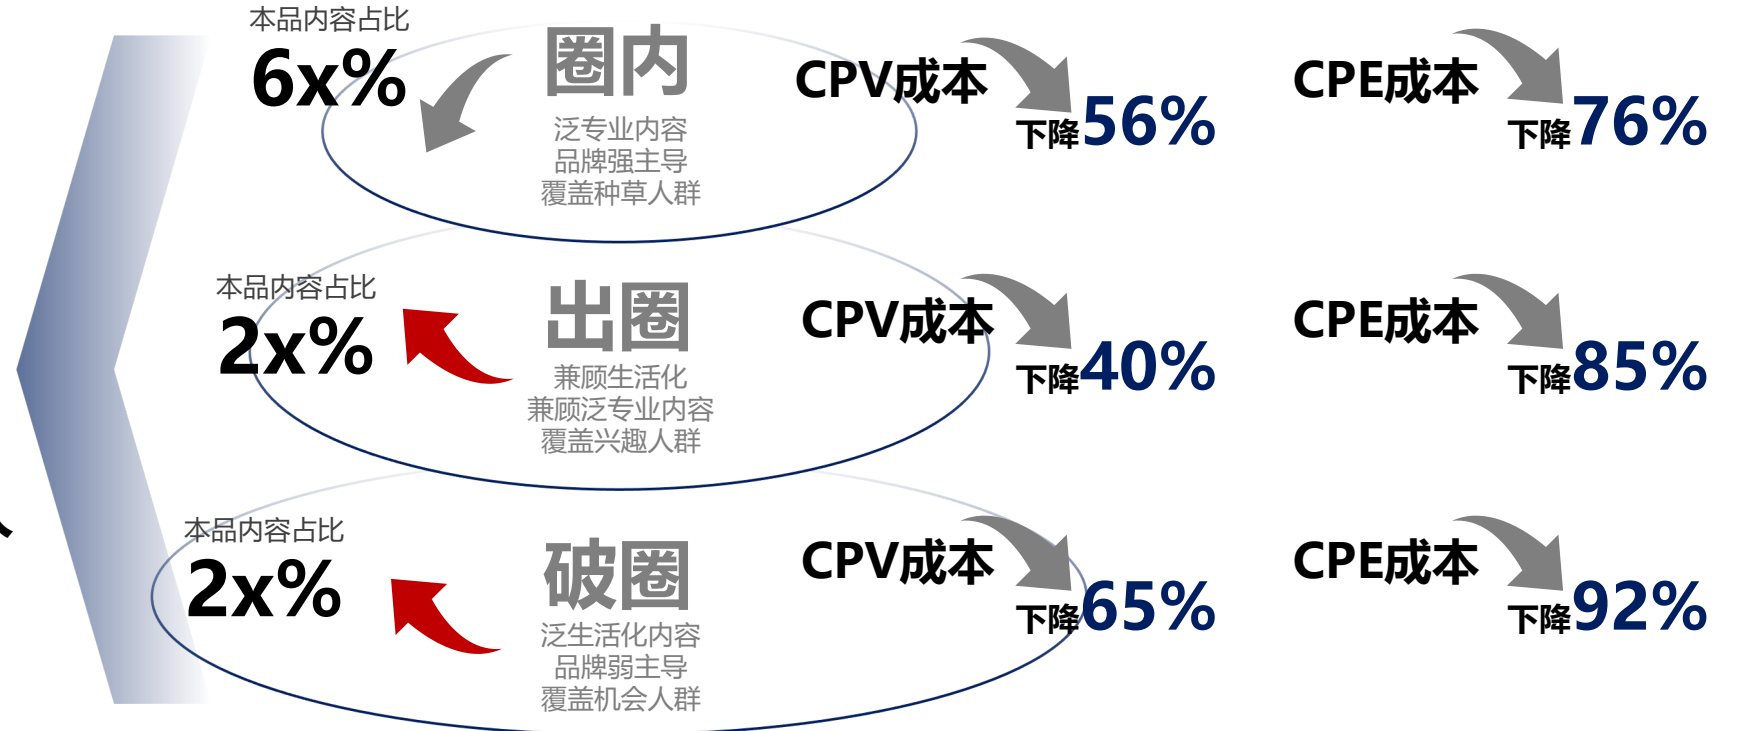 本品内容占比
6x%
圈内
泛专业内容
品牌强主导
覆盖种草人群
CPV成本
下降56%
CPE成本
下降76%
本品内容占比
2x%
出圈
兼顾生活化
兼顾泛专业内容
覆盖兴趣人群
CPV成本
下降40%
CPE成本
下降85%
本品内容占比
2x%
破圈
泛生活化内容
品牌弱主导
覆盖机会人群
CPV成本
下降65%
CPE成本
下降92%